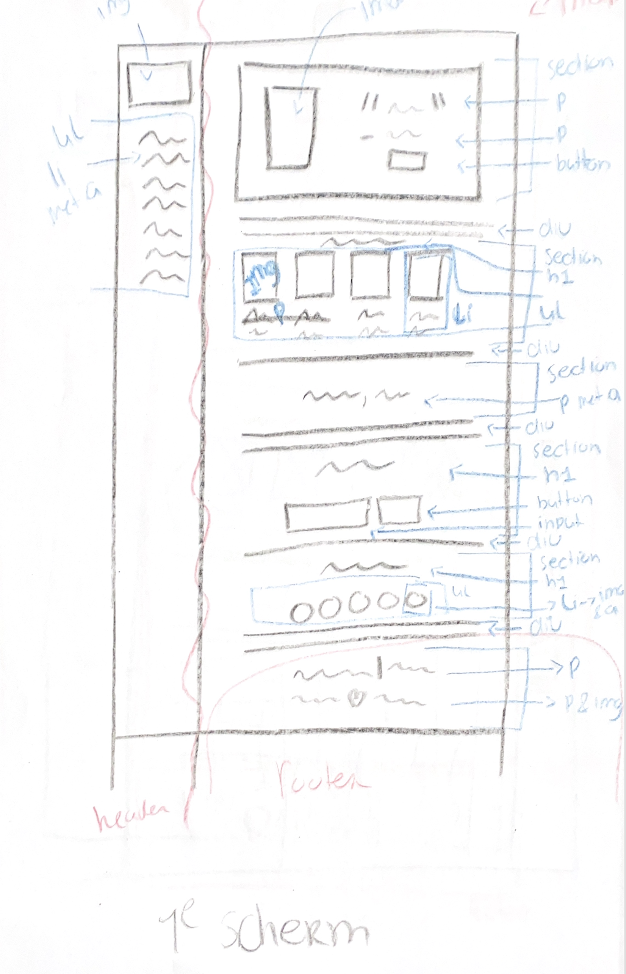 img
img
section
"
"
p
p
button
ul
li
met a
div
section
h1
img
li
ul
div
section
p met a
div
section
h1
button
input
div
section
h1
ul
li → img
& a
div
p
p & img
header
footer
1e scherm